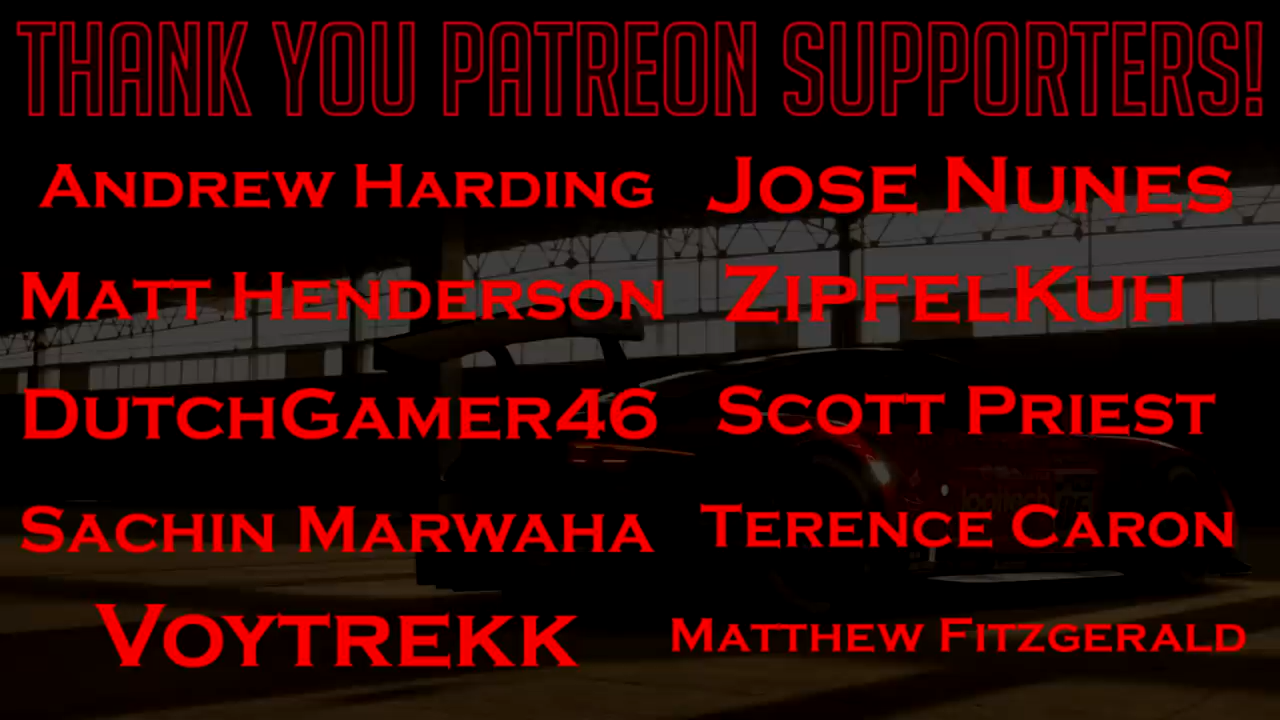 THANK YOU PATREON SUPPORTERS!
ANDREW HARDING
JOSE NUNES
MATT HENDERSON
ZIPFELKUH
DUTCHGAMER46
SCOTT PRIEST
SACHIN MARWAHA
TERENCE CARON
VOYTREKK
MATTHEW FITZGERALD